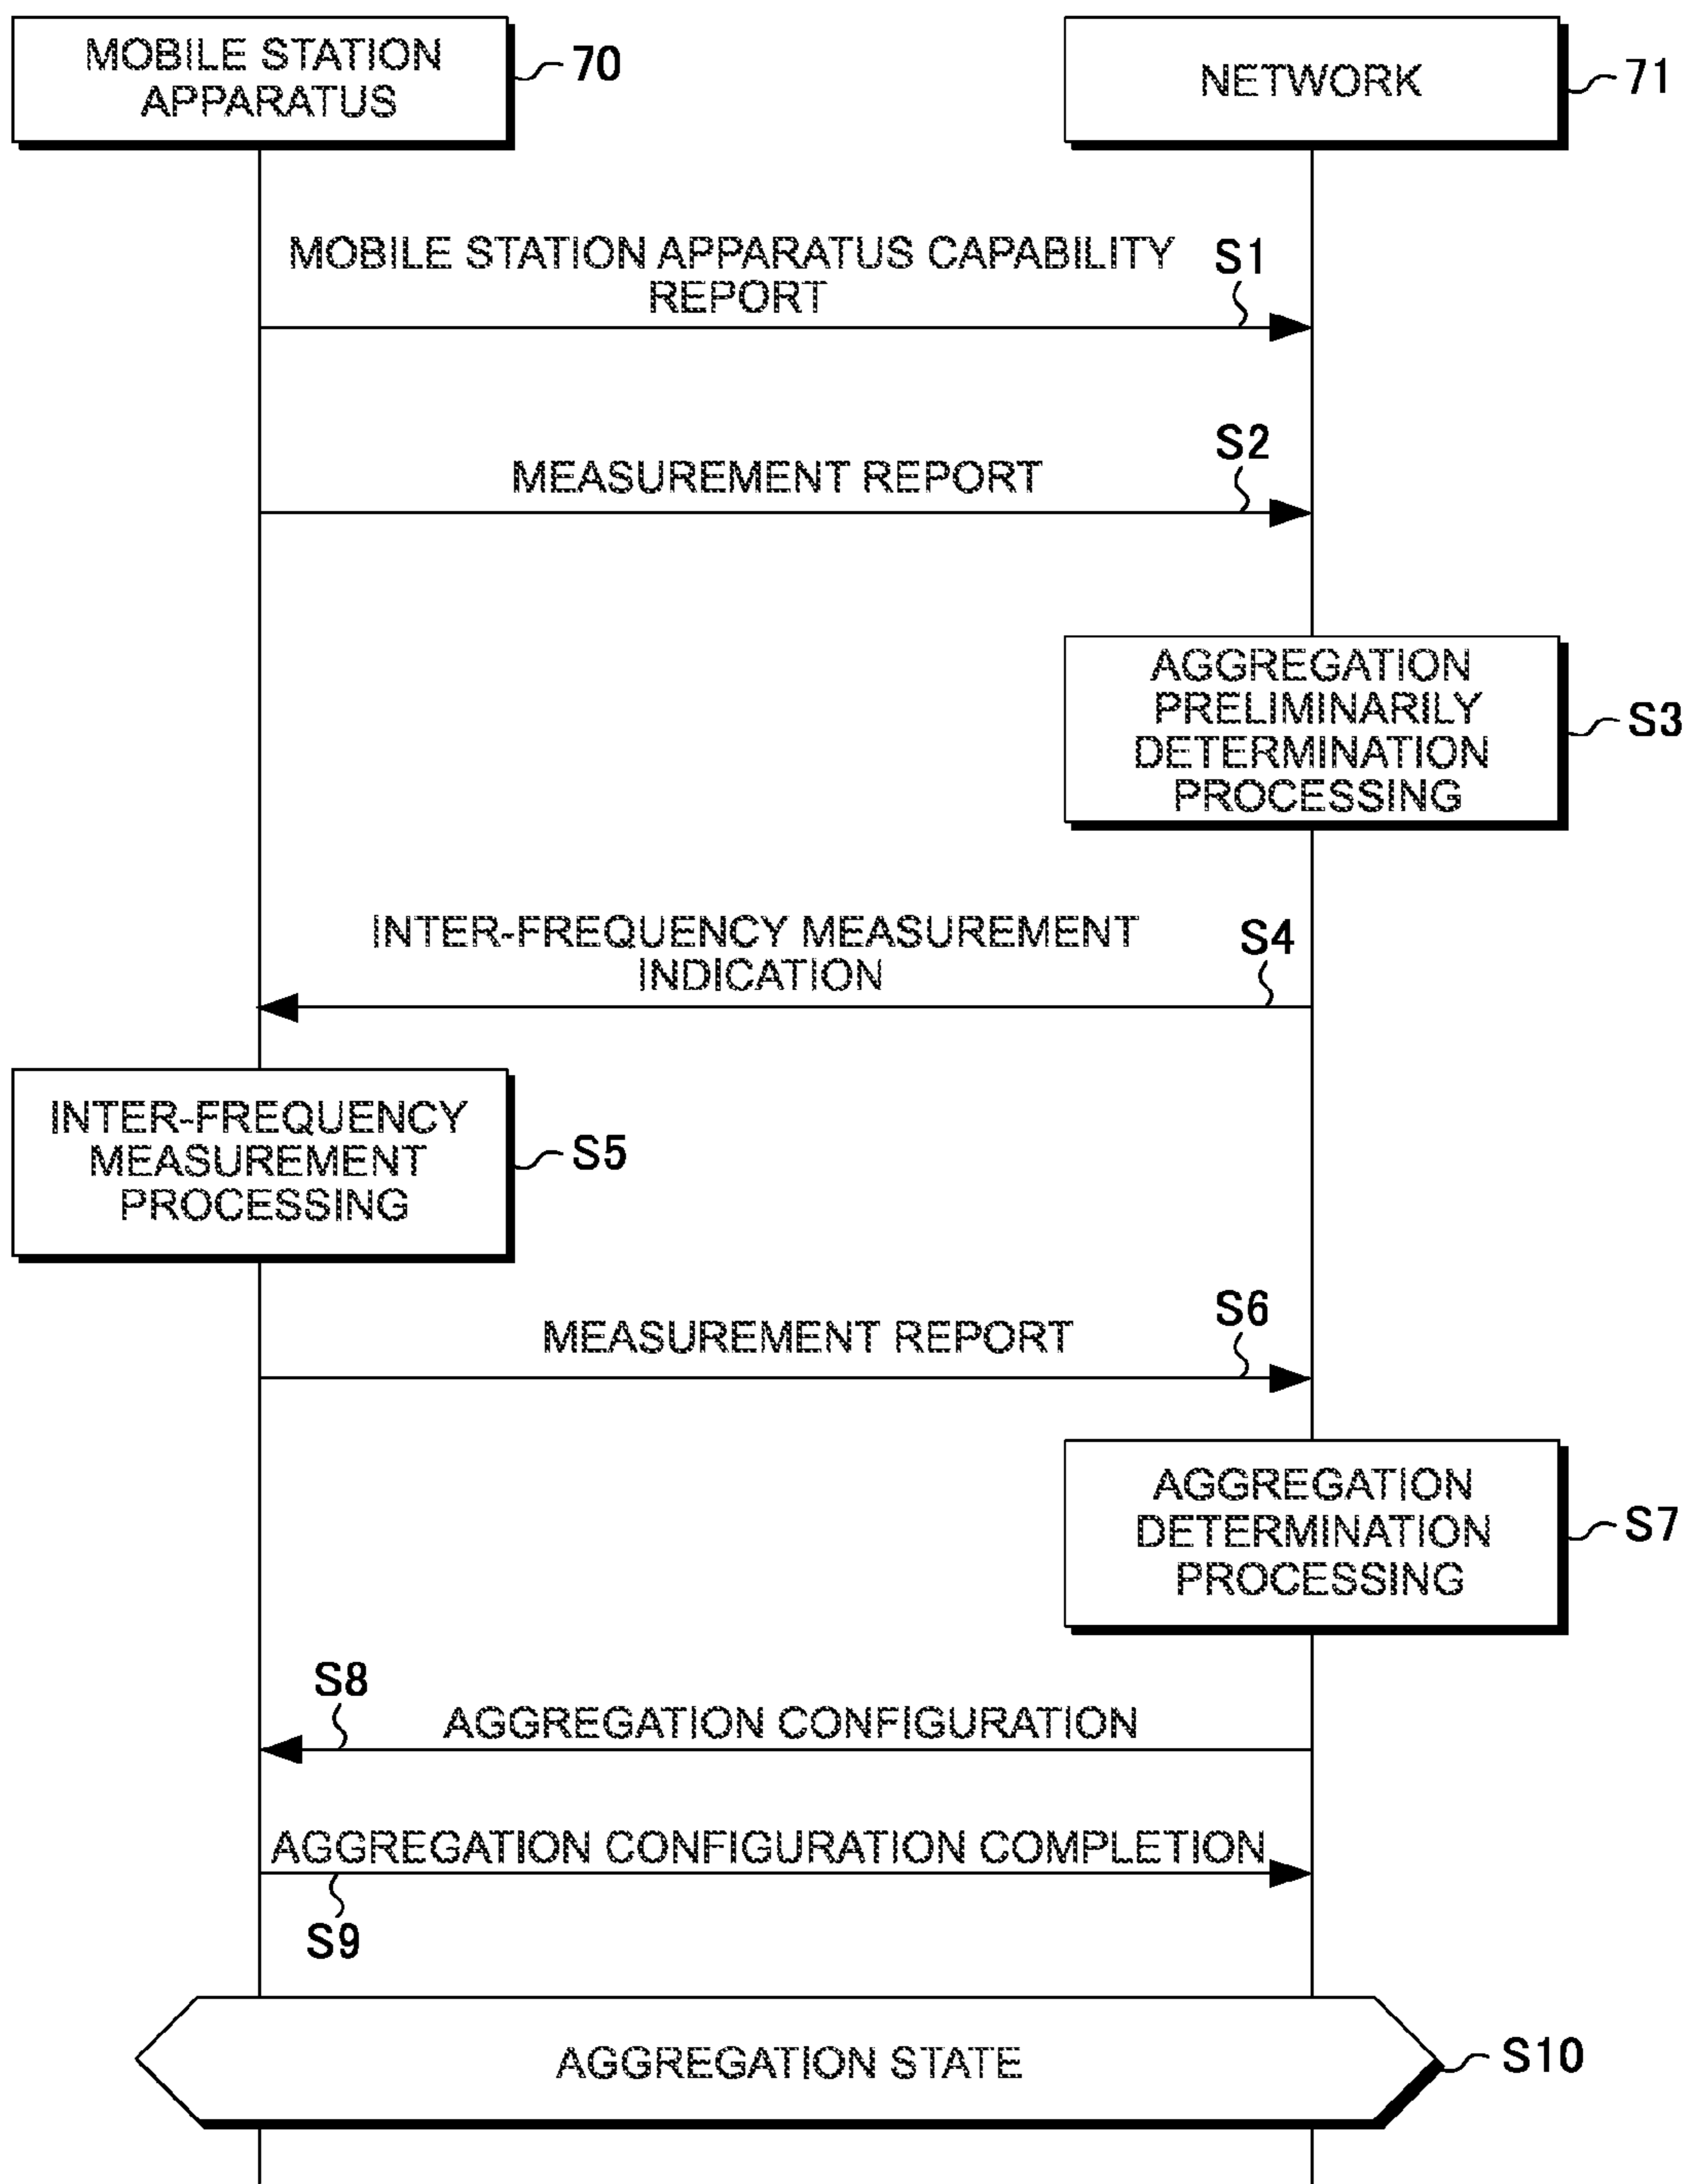 MOBILE STATION
APPARATUS
70
NETWORK
71
MOBILE STATION APPARATUS CAPABILITY
REPORT
S1
MEASUREMENT REPORT
S2
AGGREGATION
PRELIMINARILY
DETERMINATION
PROCESSING
S3
INTER-FREQUENCY MEASUREMENT
INDICATION
S4
INTER-FREQUENCY
MEASUREMENT
PROCESSING
S5
MEASUREMENT REPORT
S6
AGGREGATION
DETERMINATION
PROCESSING
S7
S8
AGGREGATION CONFIGURATION
AGGREGATION CONFIGURATION COMPLETION
S9
AGGREGATION STATE
S10